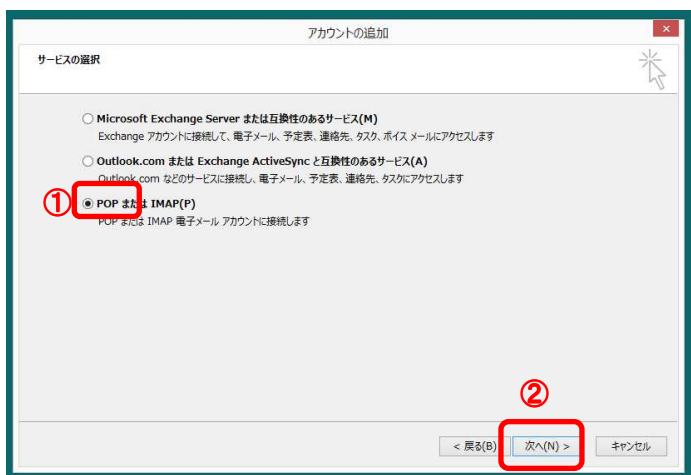 アカウントの追加
×
サービスの選択
Microsoft Exchange Server または互換性のあるサービス(M)
Exchange アカウントに接続して、電子メール、予定表、連絡先、タスク、ボイス メールにアクセスします
Outlook.com または Exchange ActiveSync と互換性のあるサービス(A)
Outlook.com などのサービスに接続し、電子メール、予定表、連絡先、タスクにアクセスします
① POP または IMAP(P)
POP または IMAP 電子メール アカウントに接続します
②
< 戻る(B) 次へ(N) > キャンセル